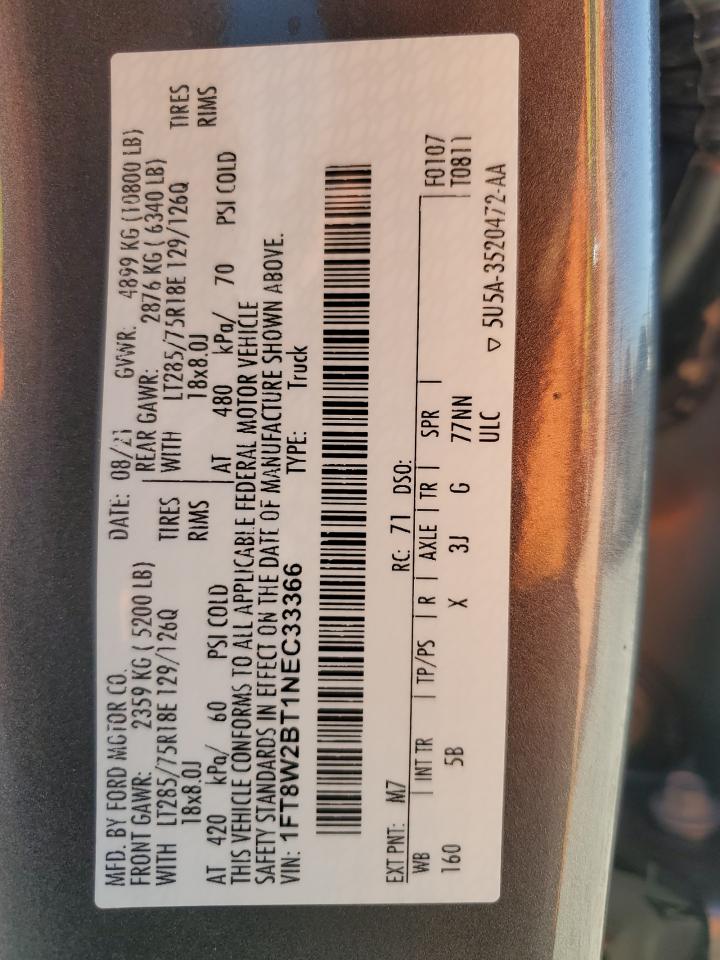 MFD. BY FORD MOTOR CO. DATE: 08/21 GVWR: 4899 KG (10800 LB)
FRONT GAWR: 2359 KG ( 5200 LB) REAR GAWR: 2876 KG ( 6340 LB)
WITH LT285/75R18E 129/126Q TIRES WITH LT285/75R18E 129/126Q TIRES
18x8.0J RIMS 18x8.0J RIMS
AT 420 kPa/ 60 PSI COLD AT 480 kPa/ 70 PSI COLD
THIS VEHICLE CONFORMS TO ALL APPLICABLE FEDERAL MOTOR VEHICLE
SAFETY STANDARDS IN EFFECT ON THE DATE OF MANUFACTURE SHOWN ABOVE.
VIN: 1FT8W2BT1NEC33366 TYPE: Truck
EXT PNT: M7 RC: 71 DSO:
WB INT TR TP/PS R AXLE TR SPR F0107
160 5B X 3J G 77NN T0811
ULC
▽ 5U5A-3520472-AA